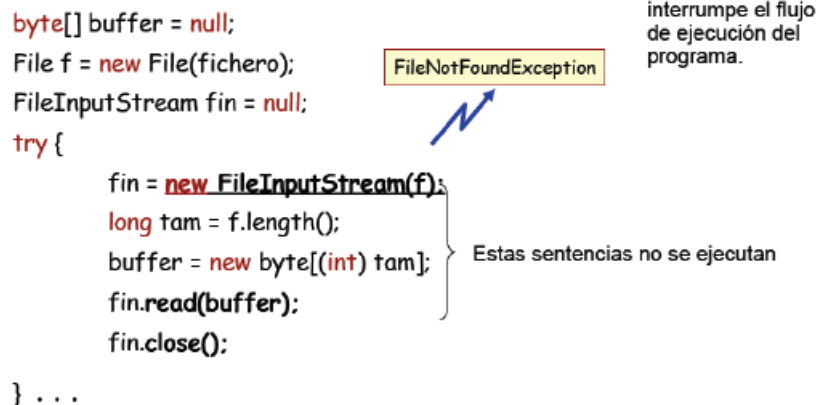 interrumpe el flujo
de ejecución del
programa.
byte[] buffer = null;
File f = new File(fichero);
FileNotFoundException
FileInputStream fin = null;
try {
fin = new FileInputStream(f);
long tam = f.length();
buffer = new byte[(int) tam];
Estas sentencias no se ejecutan
fin.read(buffer);
fin.close();
} . . .